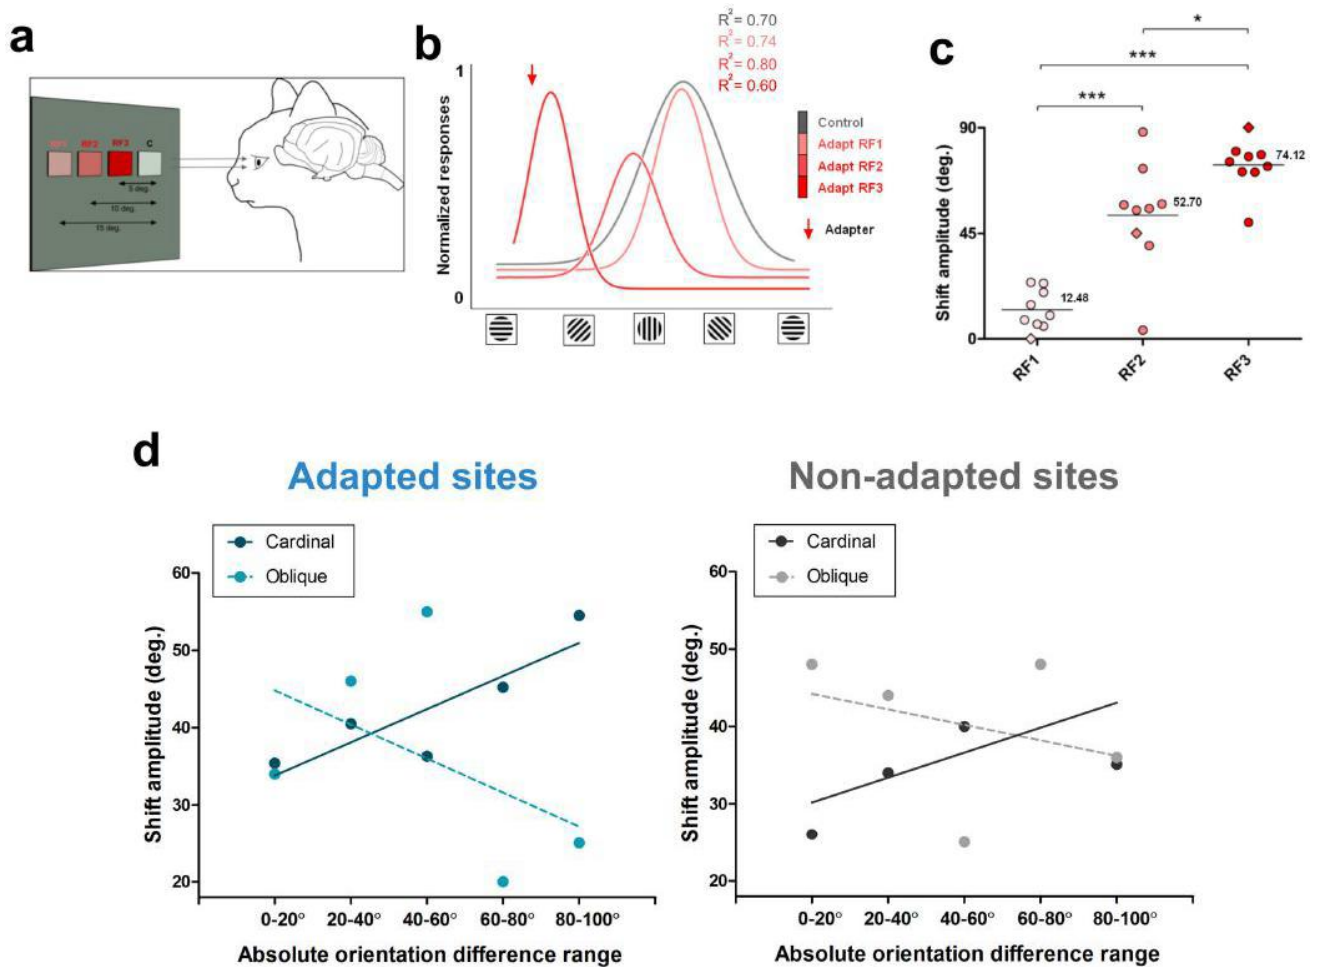 a
RF1 RF2 RF3 C
5 deg.
10 deg.
15 deg.
b
R² = 0.70
R² = 0.74
R² = 0.80
R² = 0.60
1
Normalized responses
0
Control
Adapt RF1
Adapt RF2
Adapt RF3
Adapter
c
*
***
***
90
45
0
Shift amplitude (deg.)
12.48
52.70
74.12
RF1 RF2 RF3
d
Adapted sites
Cardinal
Oblique
60
50
40
30
20
Shift amplitude (deg.)
0-20° 20-40° 40-60° 60-80° 80-100°
Absolute orientation difference range
Non-adapted sites
Cardinal
Oblique
60
50
40
30
20
Shift amplitude (deg.)
0-20° 20-40° 40-60° 60-80° 80-100°
Absolute orientation difference range